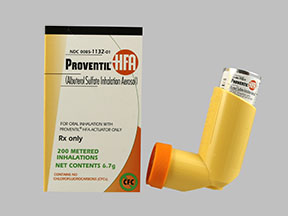 NDC 0085-1132-01
PROVENTIL® HFA
(Albuterol Sulfate Inhalation Aerosol)
FOR ORAL INHALATION WITH
PROVENTIL® HFA ACTUATOR ONLY
Rx only
200 METERED
INHALATIONS
NET CONTENTS 6.7g
CONTAINS NO
CHLOROFLUOROCARBONS (CFCs)
CFC